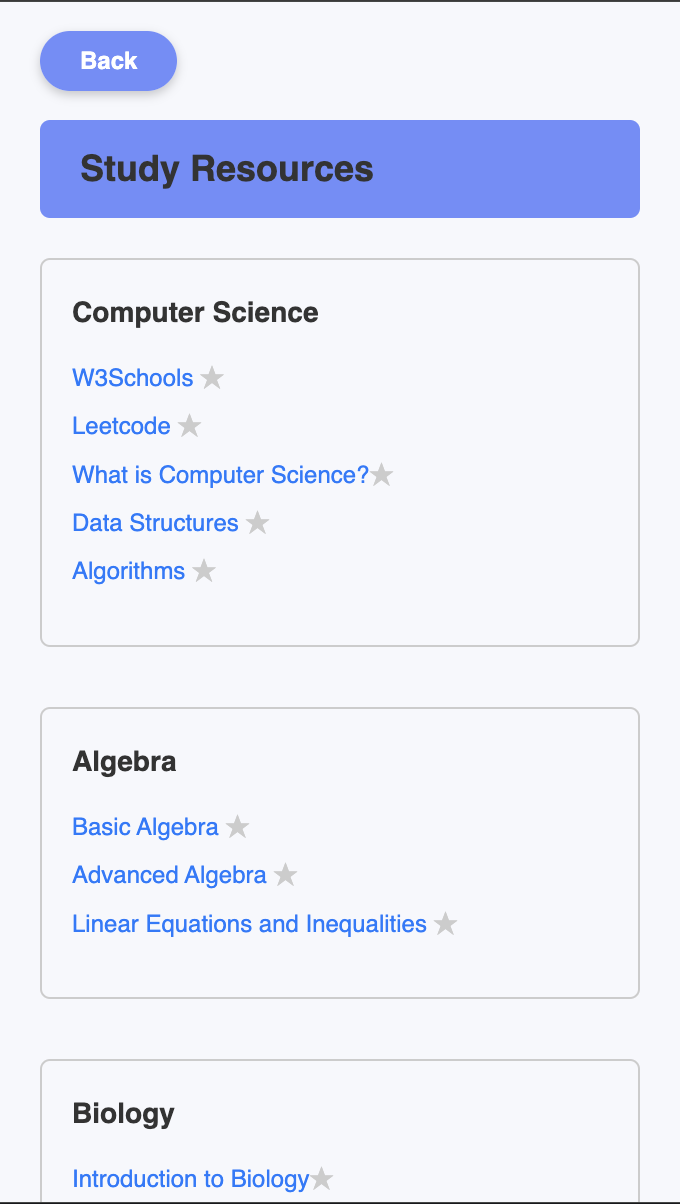 Back
Study Resources
Computer Science
W3Schools ★
Leetcode ★
What is Computer Science?★
Data Structures ★
Algorithms ★
Algebra
Basic Algebra ★
Advanced Algebra ★
Linear Equations and Inequalities ★
Biology
Introduction to Biology★